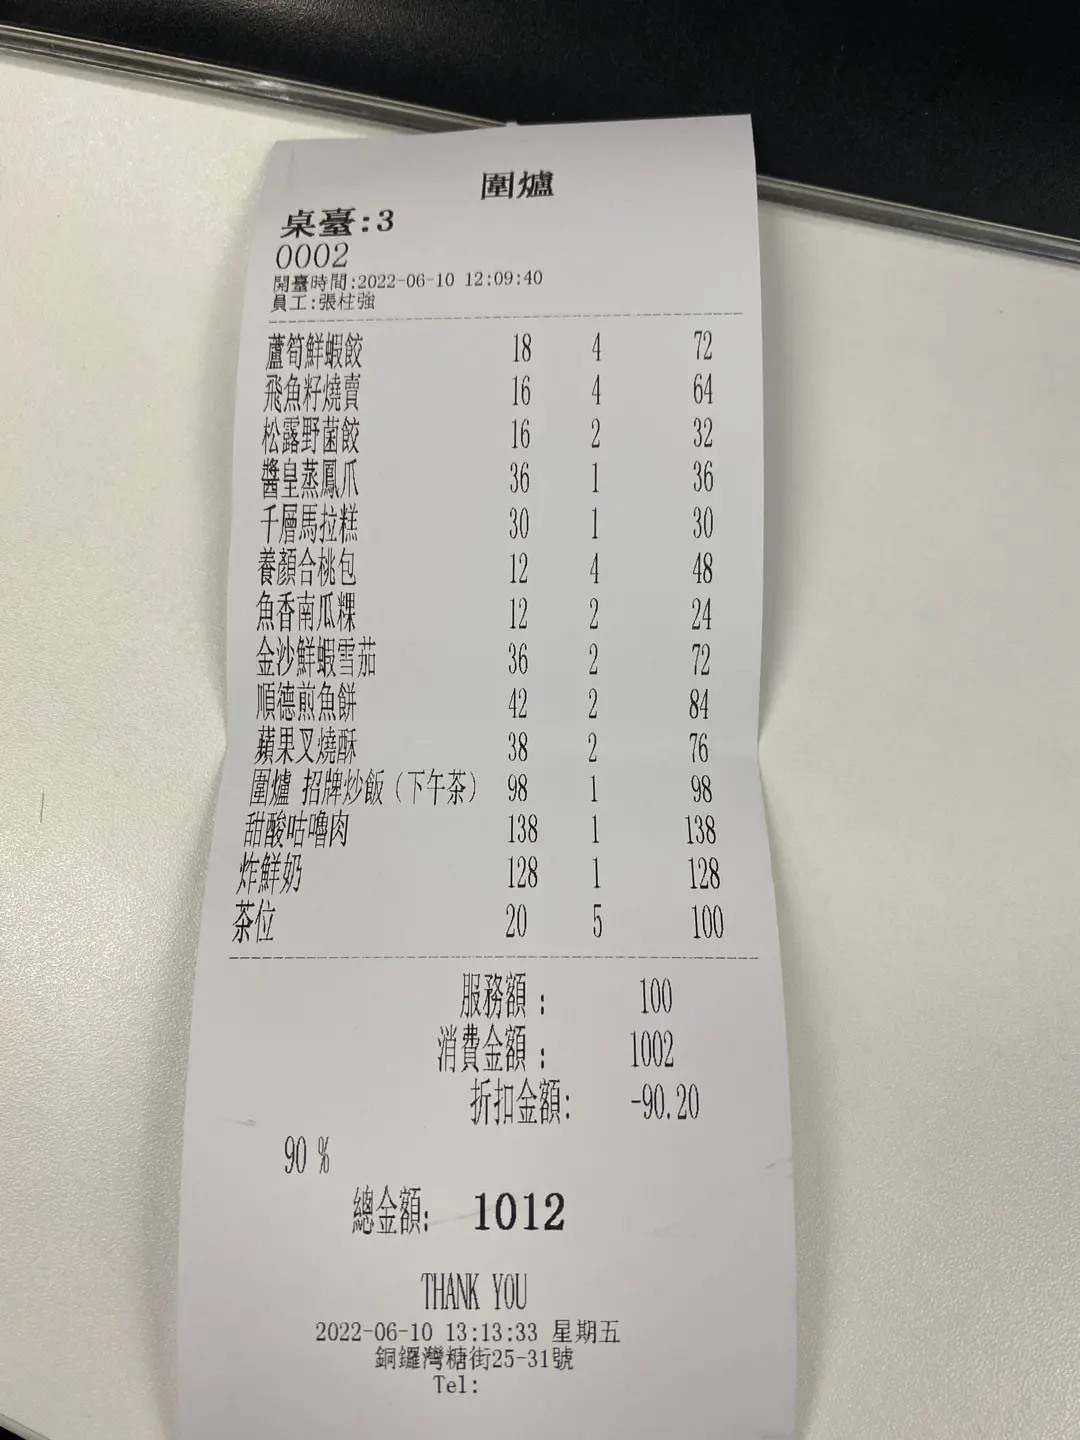 圍爐
桌臺:3
0002
開臺時間:2022-06-10 12:09:40
員工:張柱強
蘆筍鮮蝦餃 18 4 72
飛魚籽燒賣 16 4 64
松露野菌餃 16 2 32
醬皇蒸鳳爪 36 1 36
千層馬拉糕 30 1 30
養顏合桃包 12 4 48
魚香南瓜粿 12 2 24
金沙鮮蝦雪茄 36 2 72
順德煎魚餅 42 2 84
蘋果叉燒酥 38 2 76
圍爐 招牌炒飯（下午茶） 98 1 98
甜酸咕嚕肉 138 1 138
炸鮮奶 128 1 128
茶位 20 5 100
服務額： 100
消費金額： 1002
折扣金額: -90.20
90 %
總金額: 1012
THANK YOU
2022-06-10 13:13:33 星期五
銅鑼灣糖街25-31號
Tel: